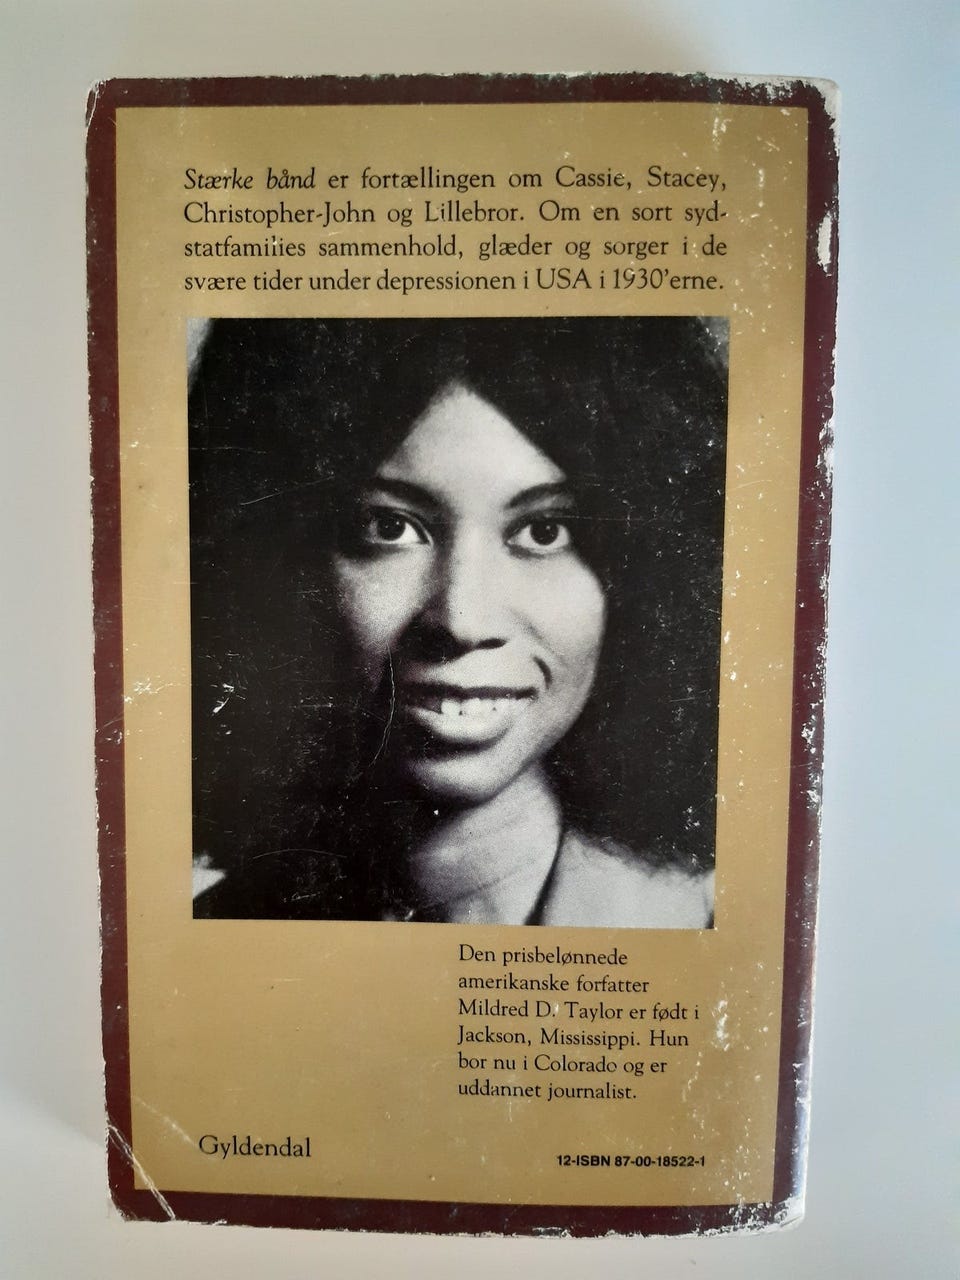 Stærke bånd er fortællingen om Cassie, Stacey,
Christopher-John og Lillebror. Om en sort syd-
statfamilies sammenhold, glæder og sorger i de
svære tider under depressionen i USA i 1930'erne.
Den prisbelønnede
amerikanske forfatter
Mildred D. Taylor er født i
Jackson, Mississippi. Hun
bor nu i Colorado og er
uddannet journalist.
Gyldendal
12-ISBN 87-00-18522-1